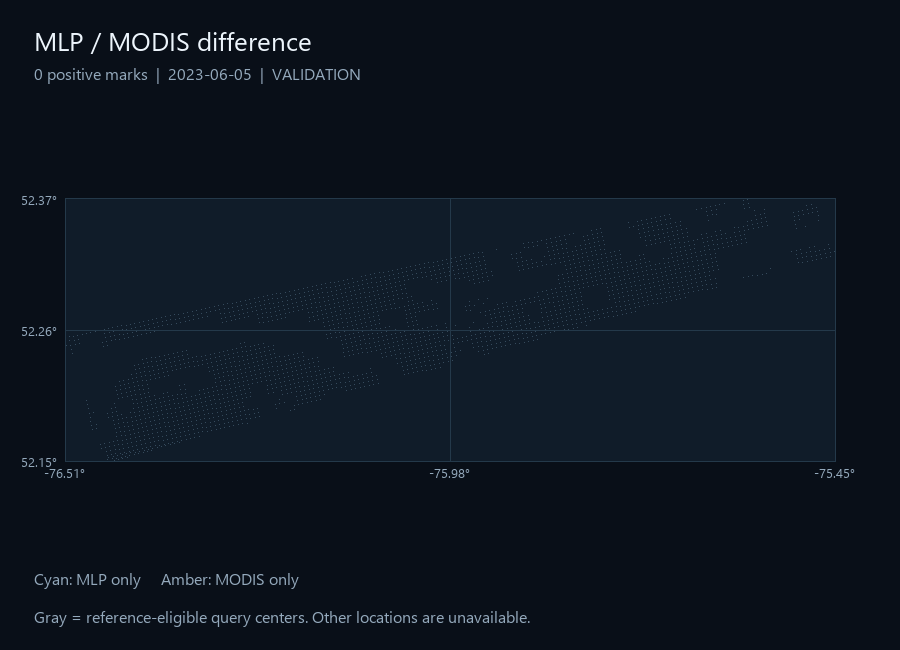 MLP / MODIS difference
0 positive marks | 2023-06-05 | VALIDATION
52.37°
52.26°
52.15°
-76.51°
-75.98°
-75.45°
Cyan: MLP only Amber: MODIS only
Gray = reference-eligible query centers. Other locations are unavailable.